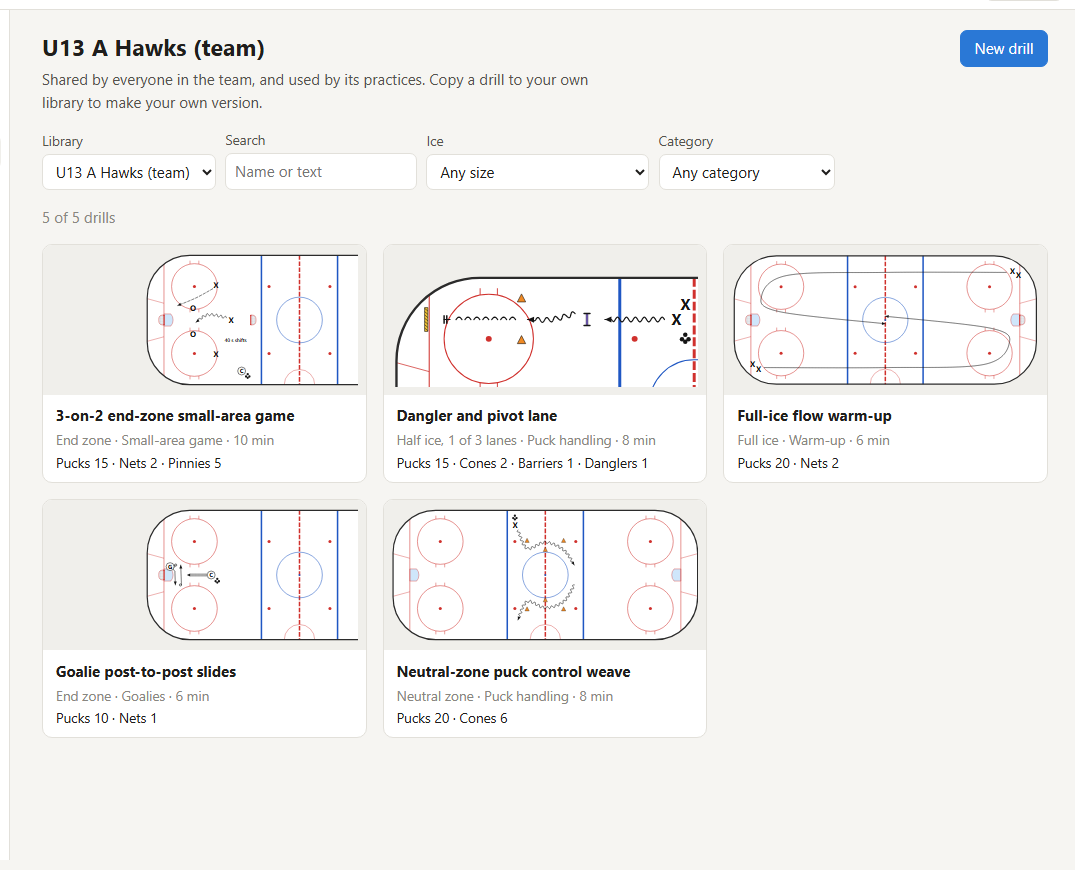 U13 A Hawks (team)
New drill
Shared by everyone in the team, and used by its practices. Copy a drill to your own
library to make your own version.
Library
Search
Ice
Category
U13 A Hawks (team)
Name or text
Any size
Any category
5 of 5 drills
X
O
X
O
X
40 s shifts
C
3-on-2 end-zone small-area game
End zone · Small-area game · 10 min
Pucks 15 · Nets 2 · Pinnies 5
X
X
Dangler and pivot lane
Half ice, 1 of 3 lanes · Puck handling · 8 min
Pucks 15 · Cones 2 · Barriers 1 · Danglers 1
X
X
X
X
Full-ice flow warm-up
Full ice · Warm-up · 6 min
Pucks 20 · Nets 2
G
C
Goalie post-to-post slides
End zone · Goalies · 6 min
Pucks 10 · Nets 1
X
Neutral-zone puck control weave
Neutral zone · Puck handling · 8 min
Pucks 20 · Cones 6